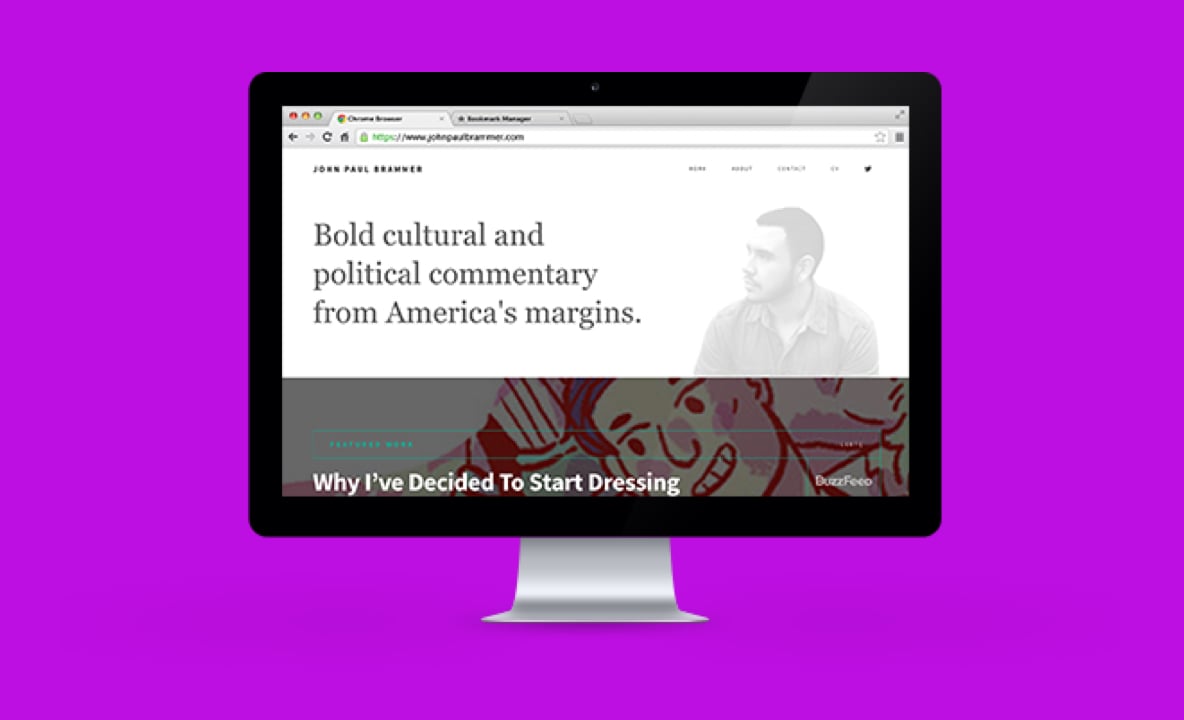 Chrome Browser
Bookmark Manager
https://www.johnpaulbrammer.com
JOHN PAUL BRAMMER
WORK ABOUT CONTACT CV
Bold cultural and
political commentary
from America's margins.
FEATURED WORK
LGBTQ
Why I've Decided To Start Dressing
BuzzFeed